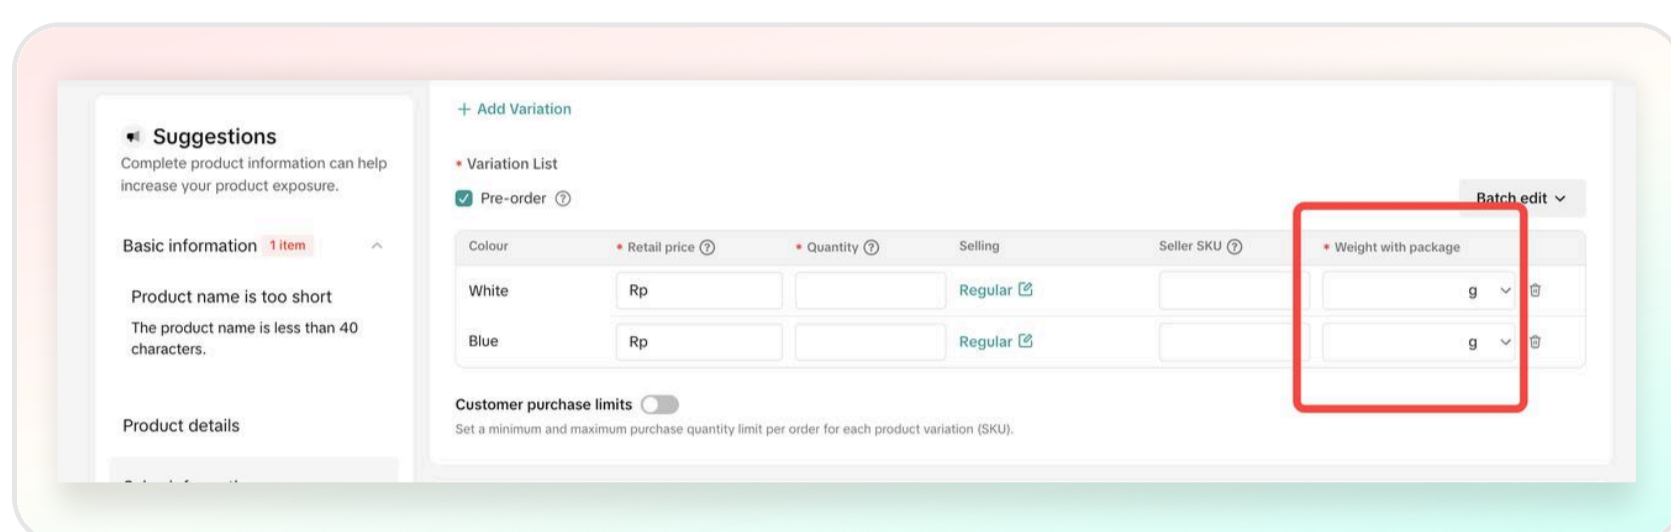 Suggestions
Complete product information can help
increase your product exposure.
Basic information 1 item
Product name is too short
The product name is less than 40
characters.
Product details
+ Add Variation
* Variation List
Pre-order ?
Batch edit
Colour * Retail price ? * Quantity ? Selling Seller SKU ? * Weight with package
White Rp Regular g
Blue Rp Regular g
Customer purchase limits
Set a minimum and maximum purchase quantity limit per order for each product variation (SKU).